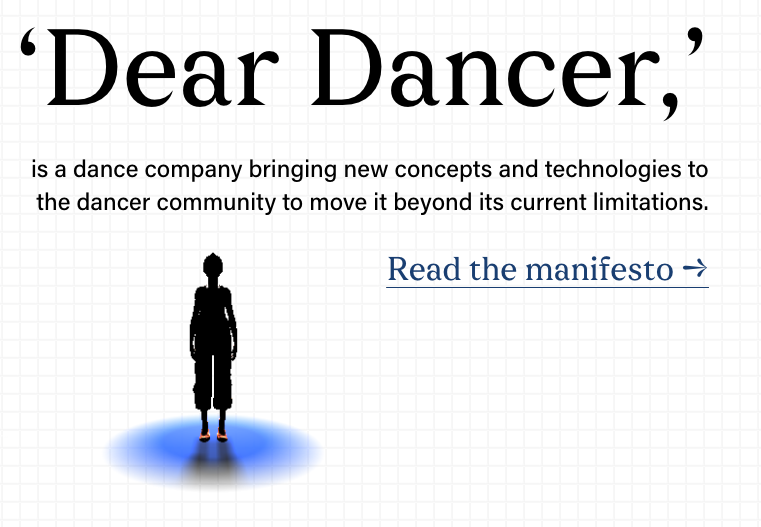 ‘Dear Dancer,’
is a dance company bringing new concepts and technologies to
the dancer community to move it beyond its current limitations.
Read the manifesto →